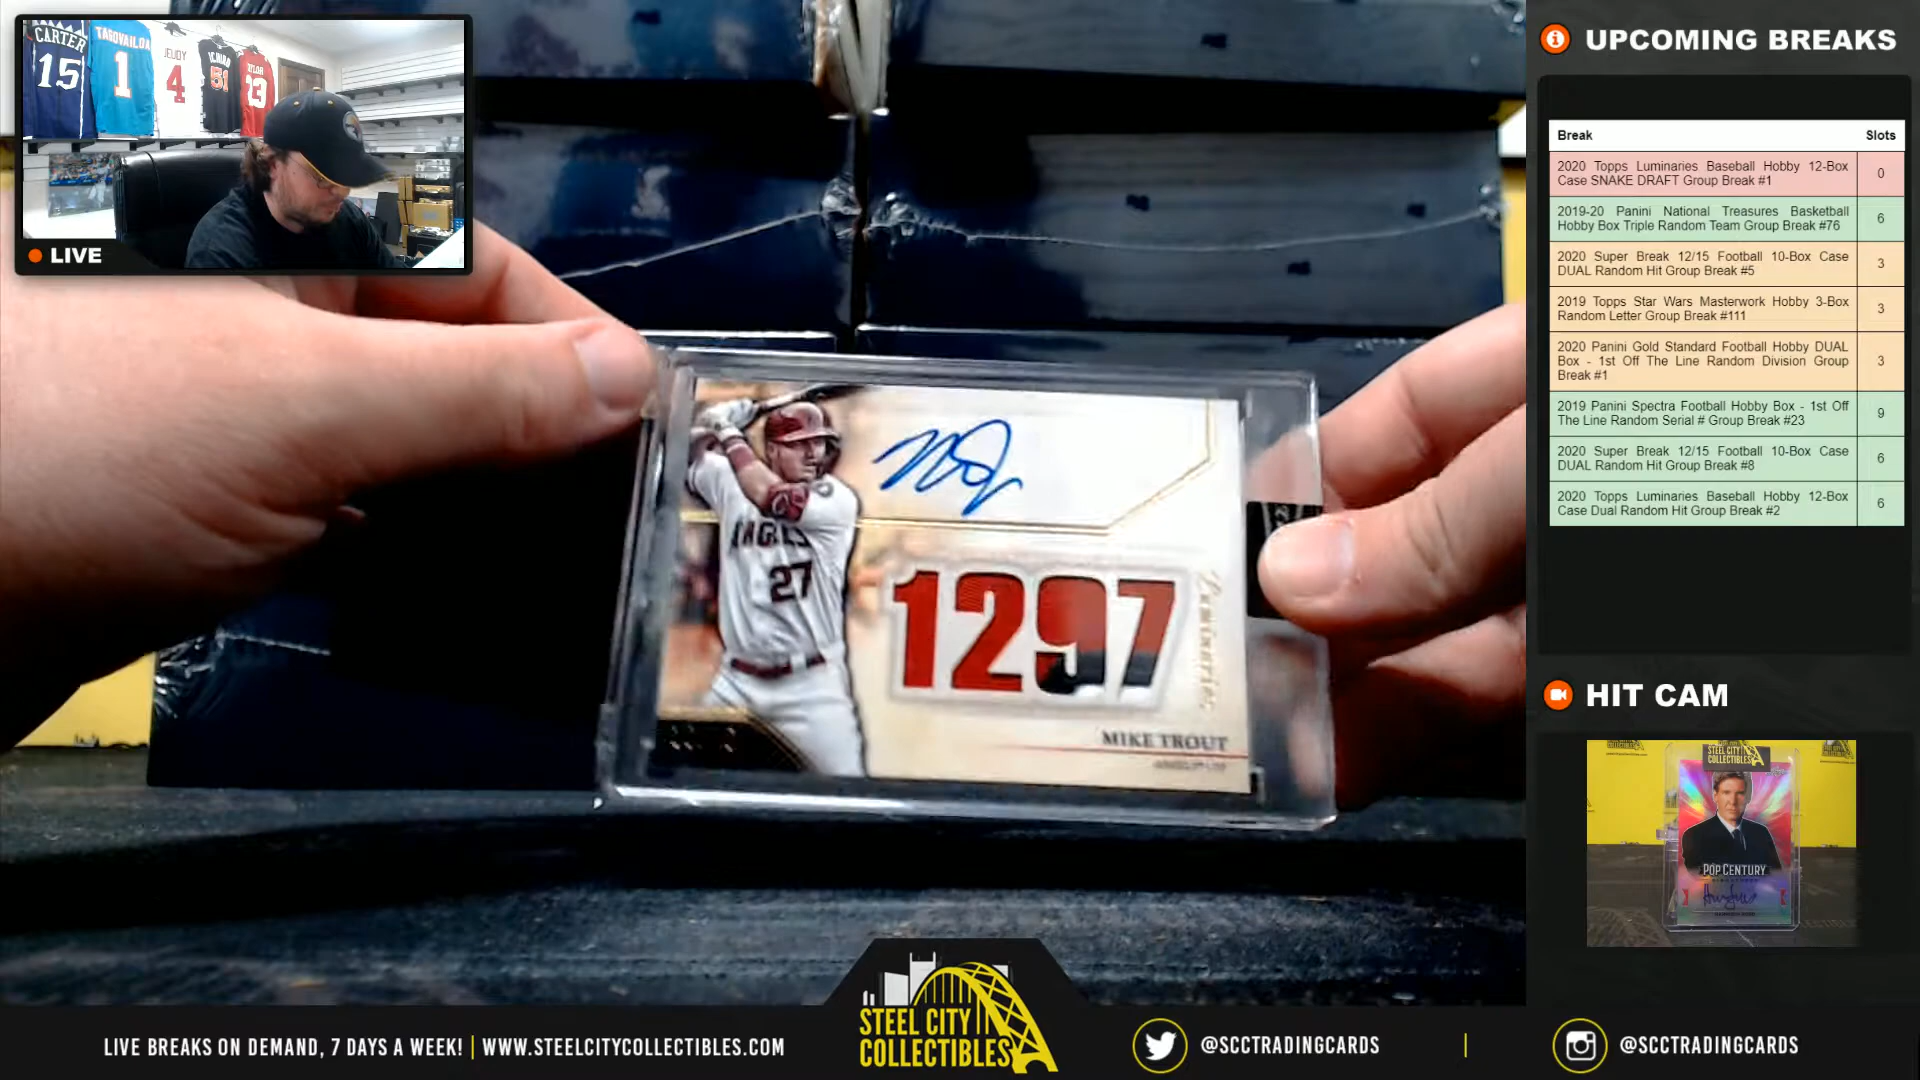 CARTER
15
TAGOVAILOA
1
JEUDY
4
ICHIRO
51
TAYLOR
23
LIVE
ANGELS
27
1297
Luminaries
MIKE TROUT
UPCOMING BREAKS
Break Slots
2020 Topps Luminaries Baseball Hobby 12-Box
Case SNAKE DRAFT Group Break #1
0
2019-20 Panini National Treasures Basketball
Hobby Box Triple Random Team Group Break #76
6
2020 Super Break 12/15 Football 10-Box Case
DUAL Random Hit Group Break #5
3
2019 Topps Star Wars Masterwork Hobby 3-Box
Random Letter Group Break #111
3
2020 Panini Gold Standard Football Hobby DUAL
Box - 1st Off The Line Random Division Group
Break #1
3
2019 Panini Spectra Football Hobby Box - 1st Off
The Line Random Serial # Group Break #23
9
2020 Super Break 12/15 Football 10-Box Case
DUAL Random Hit Group Break #8
6
2020 Topps Luminaries Baseball Hobby 12-Box
Case Dual Random Hit Group Break #2
6
HIT CAM
STEEL CITY
COLLECTIBLES
POP CENTURY
LIVE BREAKS ON DEMAND, 7 DAYS A WEEK! | WWW.STEELCITYCOLLECTIBLES.COM
STEEL CITY
COLLECTIBLES
@SCCTRADINGCARDS
@SCCTRADINGCARDS